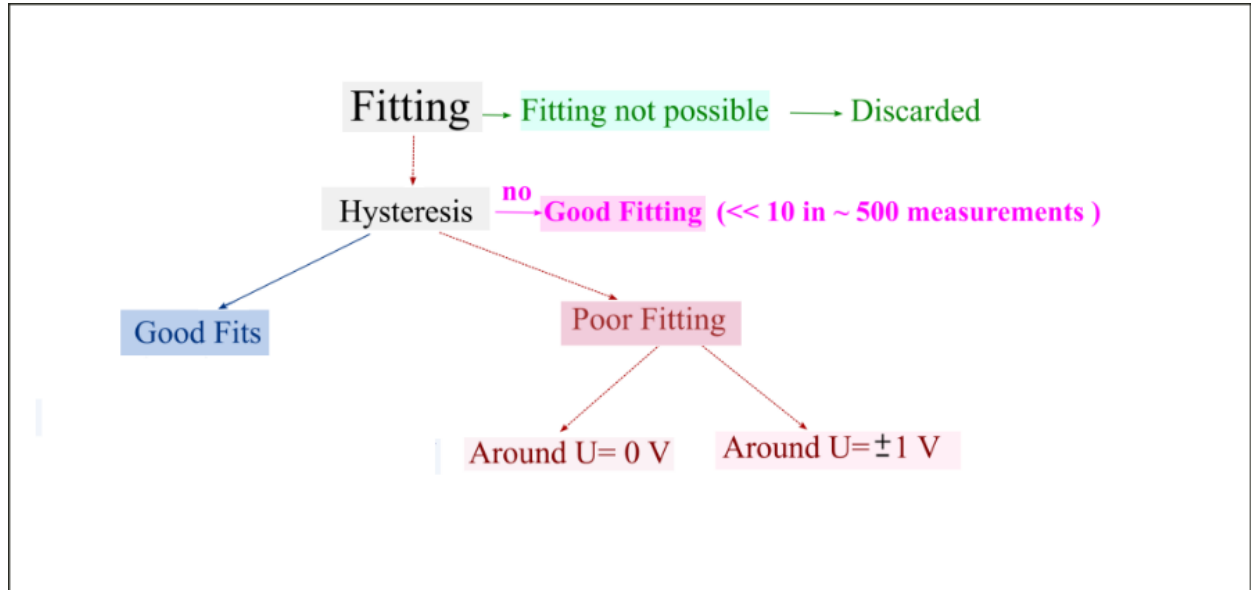 Fitting
Fitting not possible
Discarded
no
Hysteresis
Good Fitting (<< 10 in ~ 500 measurements )
Good Fits
Poor Fitting
Around U= 0 V
Around U= ±1 V